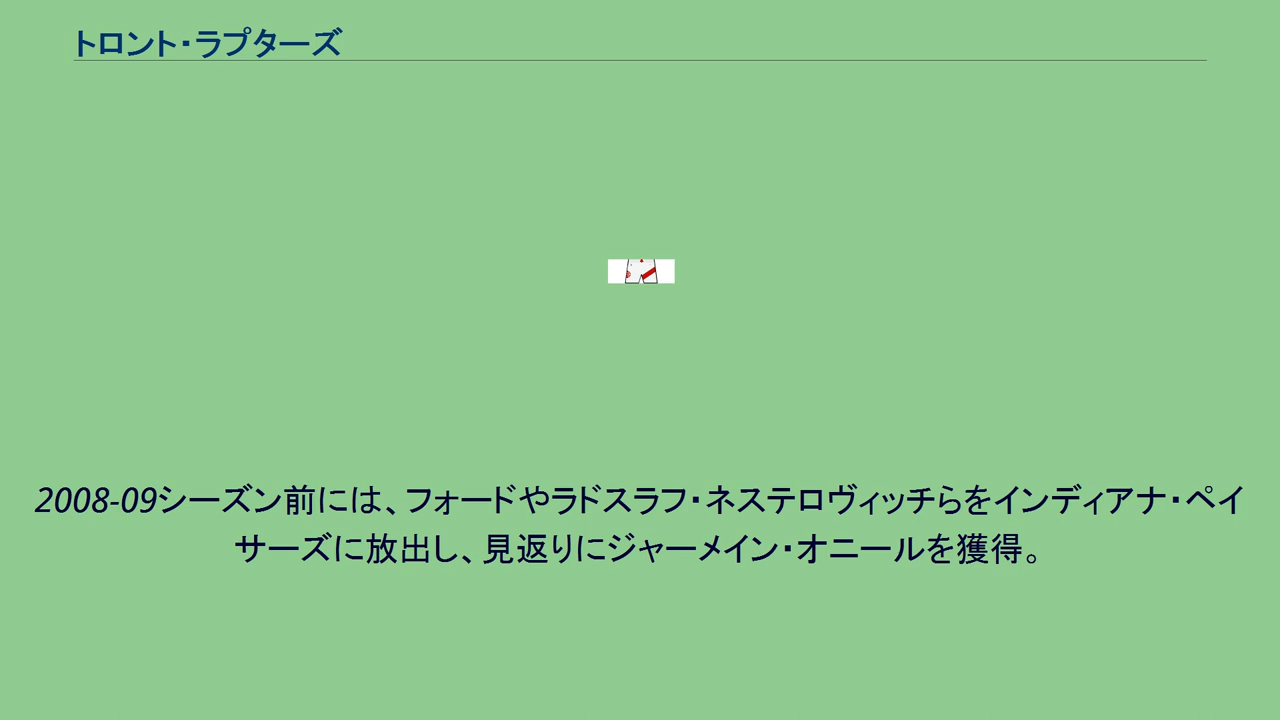 トロント・ラプターズ
2008-09シーズン前には、フォードやラドスラフ・ネステロヴィッチらをインディアナ・ペイ
サーズに放出し、見返りにジャーメイン・オニールを獲得。